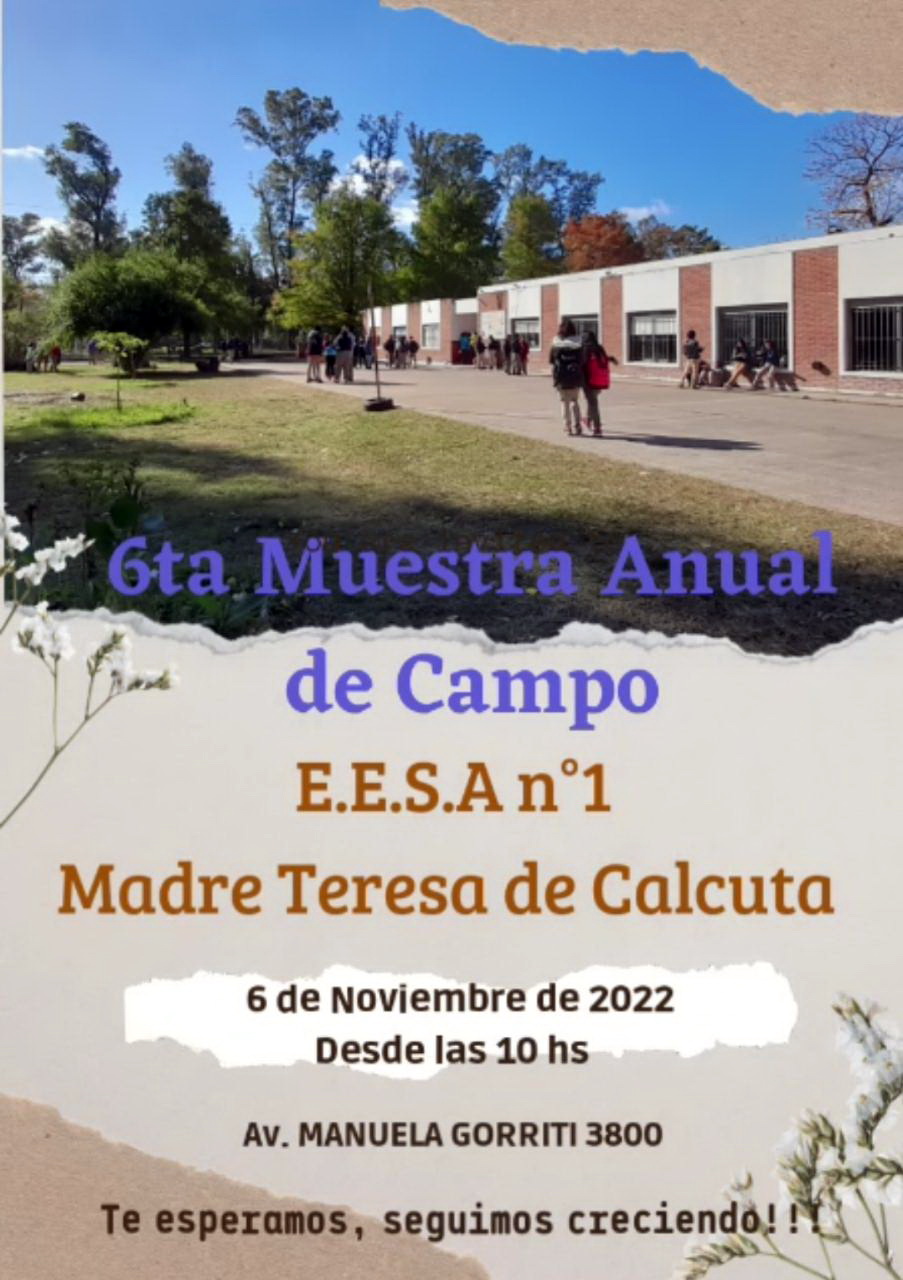 6ta Muestra Anual
de Campo
E.E.S.A n°1
Madre Teresa de Calcuta
6 de Noviembre de 2022
Desde las 10 hs
Av. MANUELA GORRITI 3800
Te esperamos, seguimos creciendo!!!